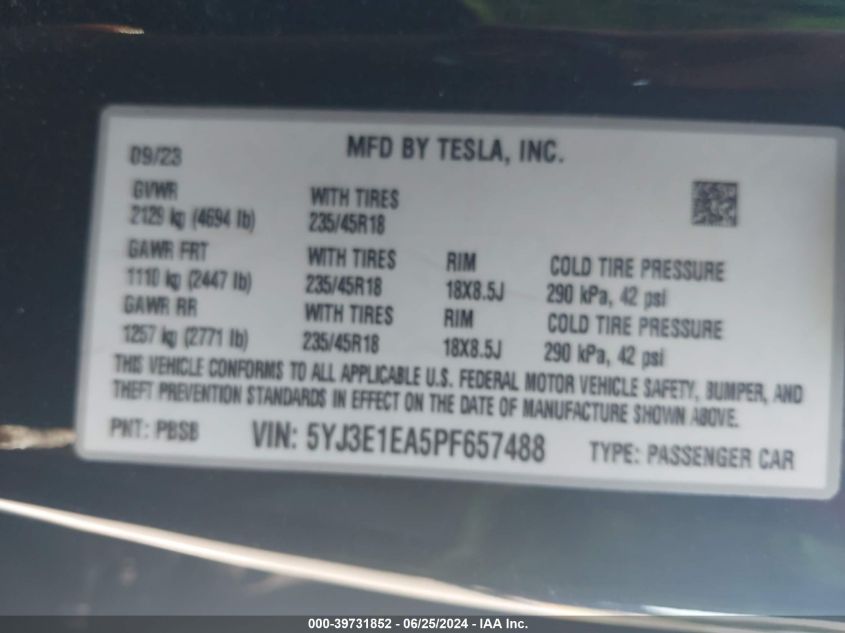 09/23 MFD BY TESLA, INC.
GVWR WITH TIRES
2129 kg (4694 lb) 235/45R18
GAWR FRT WITH TIRES RIM COLD TIRE PRESSURE
1110 kg (2447 lb) 235/45R18 18X8.5J 290 kPa, 42 psi
GAWR RR WITH TIRES RIM COLD TIRE PRESSURE
1257 kg (2771 lb) 235/45R18 18X8.5J 290 kPa, 42 psi
THIS VEHICLE CONFORMS TO ALL APPLICABLE U.S. FEDERAL MOTOR VEHICLE SAFETY, BUMPER, AND
THEFT PREVENTION STANDARDS IN EFFECT ON THE DATE OF MANUFACTURE SHOWN ABOVE.
PNT: PBSB VIN: 5YJ3E1EA5PF657488 TYPE: PASSENGER CAR
000-39731852 / 06/25/2024 - IAA Inc.